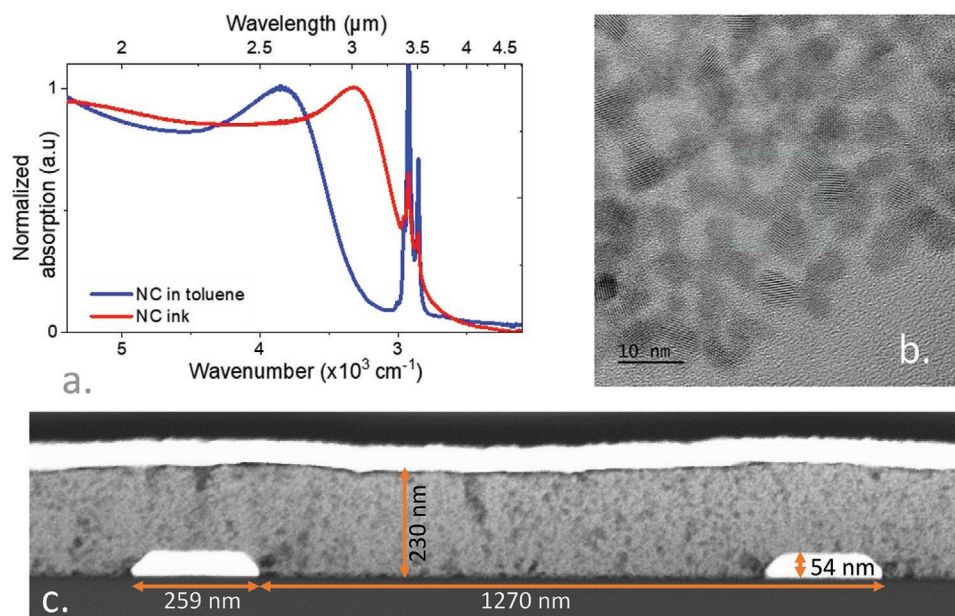 Wavelength (µm)
2 2.5 3 3.5 4 4.5
1
Normalized
absorption (a.u)
NC in toluene
NC ink
0
5 4 3
Wavenumber (x10³ cm⁻¹)
a.
10 nm
b.
230 nm
54 nm
259 nm
1270 nm
c.